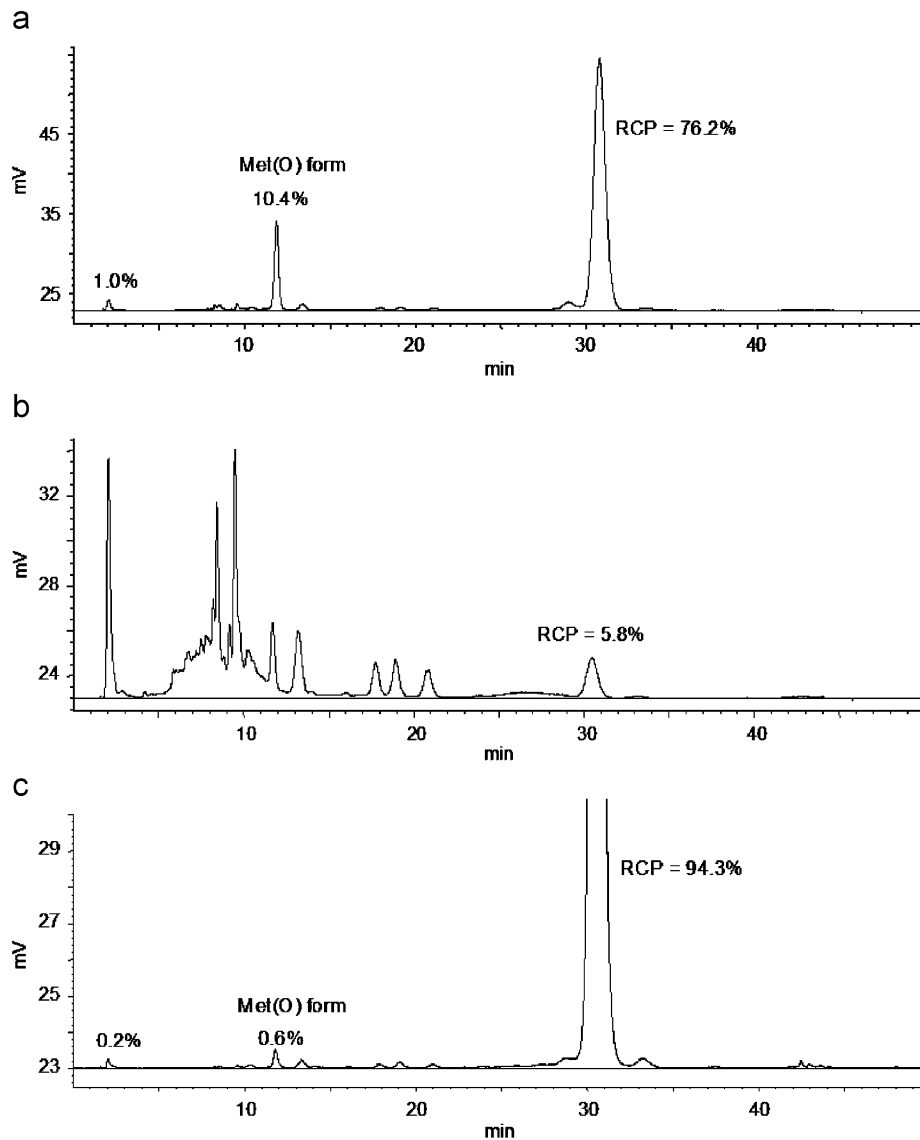 a
mV
45
35
25
1.0%
Met(O) form
10.4%
RCP = 76.2%
10 20 30 40
min
b
mV
32
28
24
RCP = 5.8%
10 20 30 40
min
c
mV
29
27
25
23
0.2%
Met(O) form
0.6%
RCP = 94.3%
10 20 30 40
min